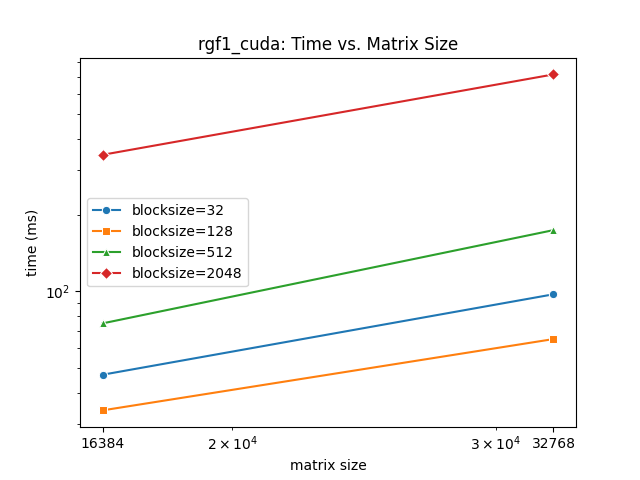 rgf1_cuda: Time vs. Matrix Size
time (ms)
10²
blocksize=32
blocksize=128
blocksize=512
blocksize=2048
16384
2 × 10⁴
3 × 10⁴
32768
matrix size